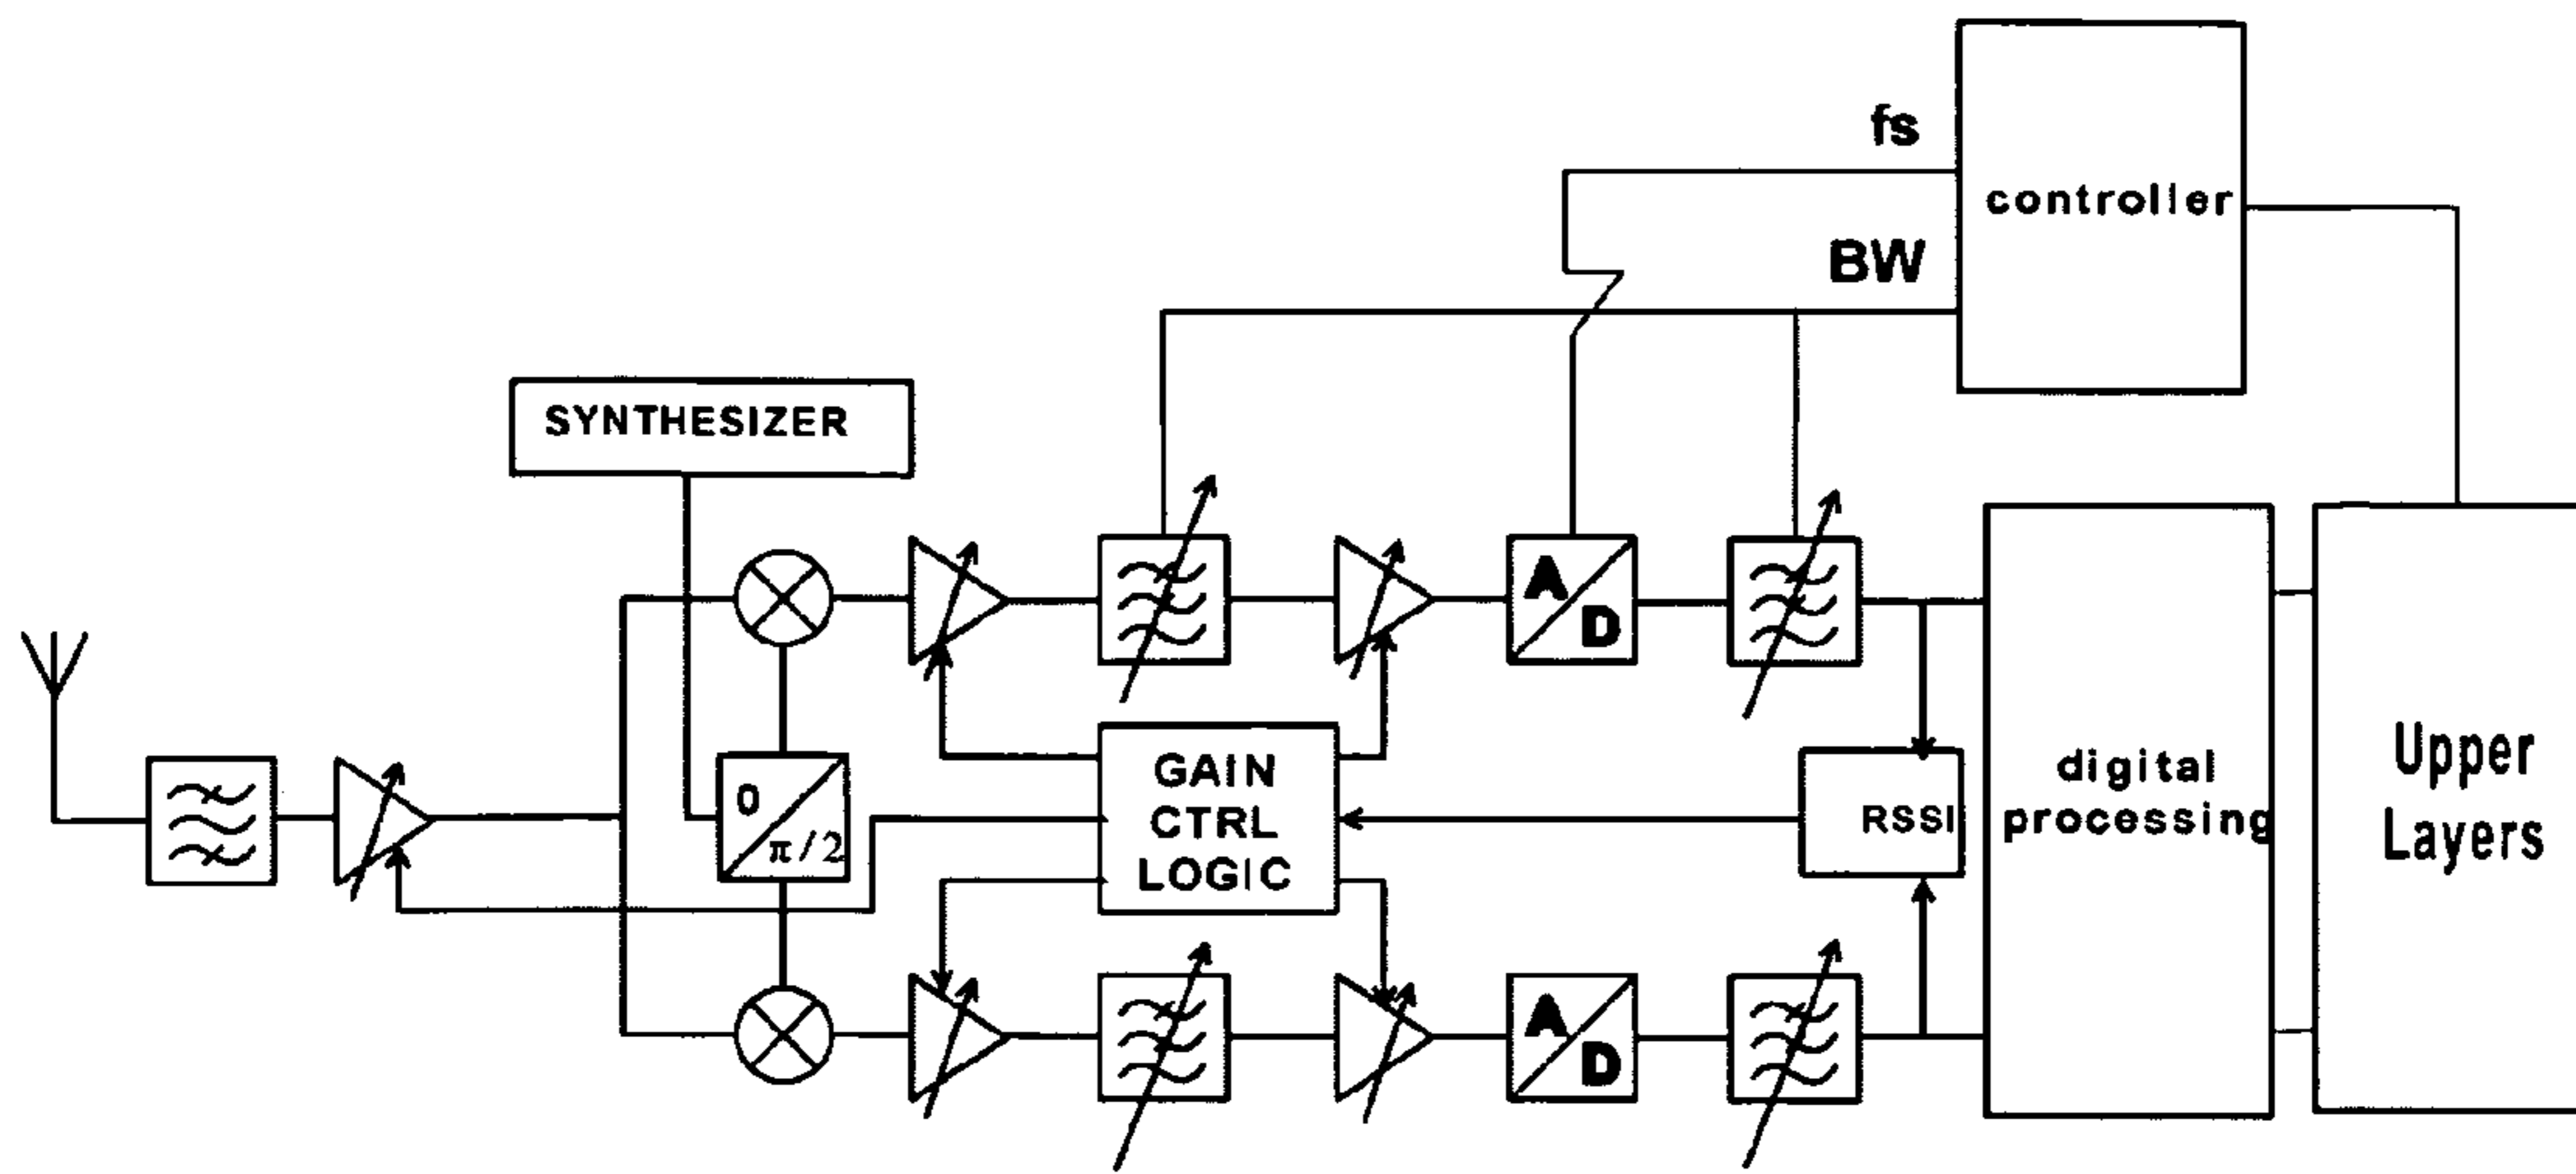 fs
controller
BW
SYNTHESIZER
A
D
0
π/2
GAIN
CTRL
LOGIC
RSSI
digital
processing
Upper
Layers
A
D